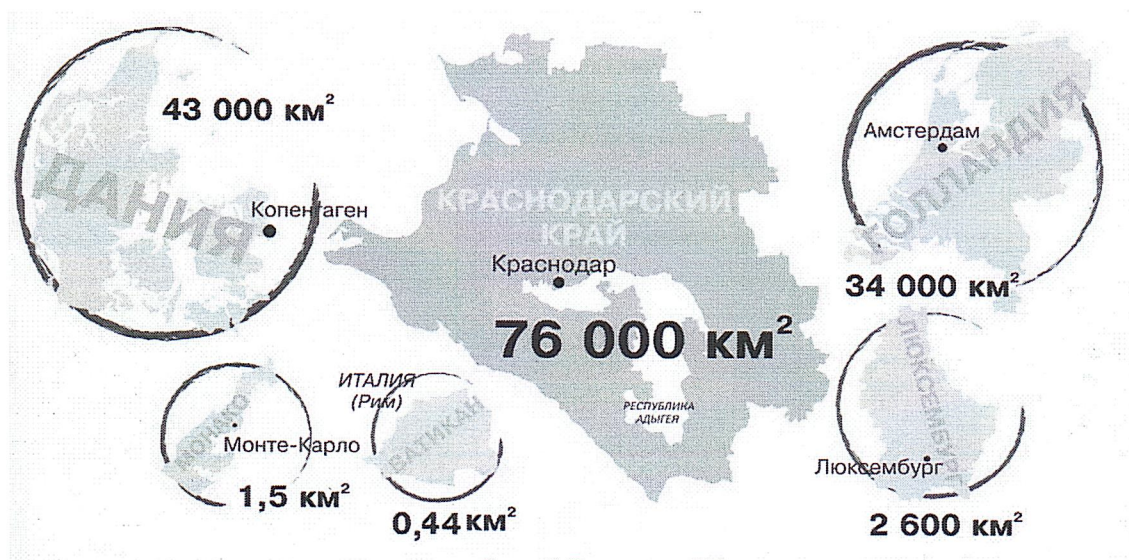 43 000 км²
ДАНИЯ
Копенгаген
КРАСНОДАРСКИЙ
КРАЙ
Краснодар
76 000 км²
РЕСПУБЛИКА
АДЫГЕЯ
Амстердам
ГОЛЛАНДИЯ
34 000 км²
МОНАКО
Монте-Карло
1,5 км²
ИТАЛИЯ
(Рим)
ВАТИКАН
0,44 км²
ЛЮКСЕМБУРГ
Люксембург
2 600 км²